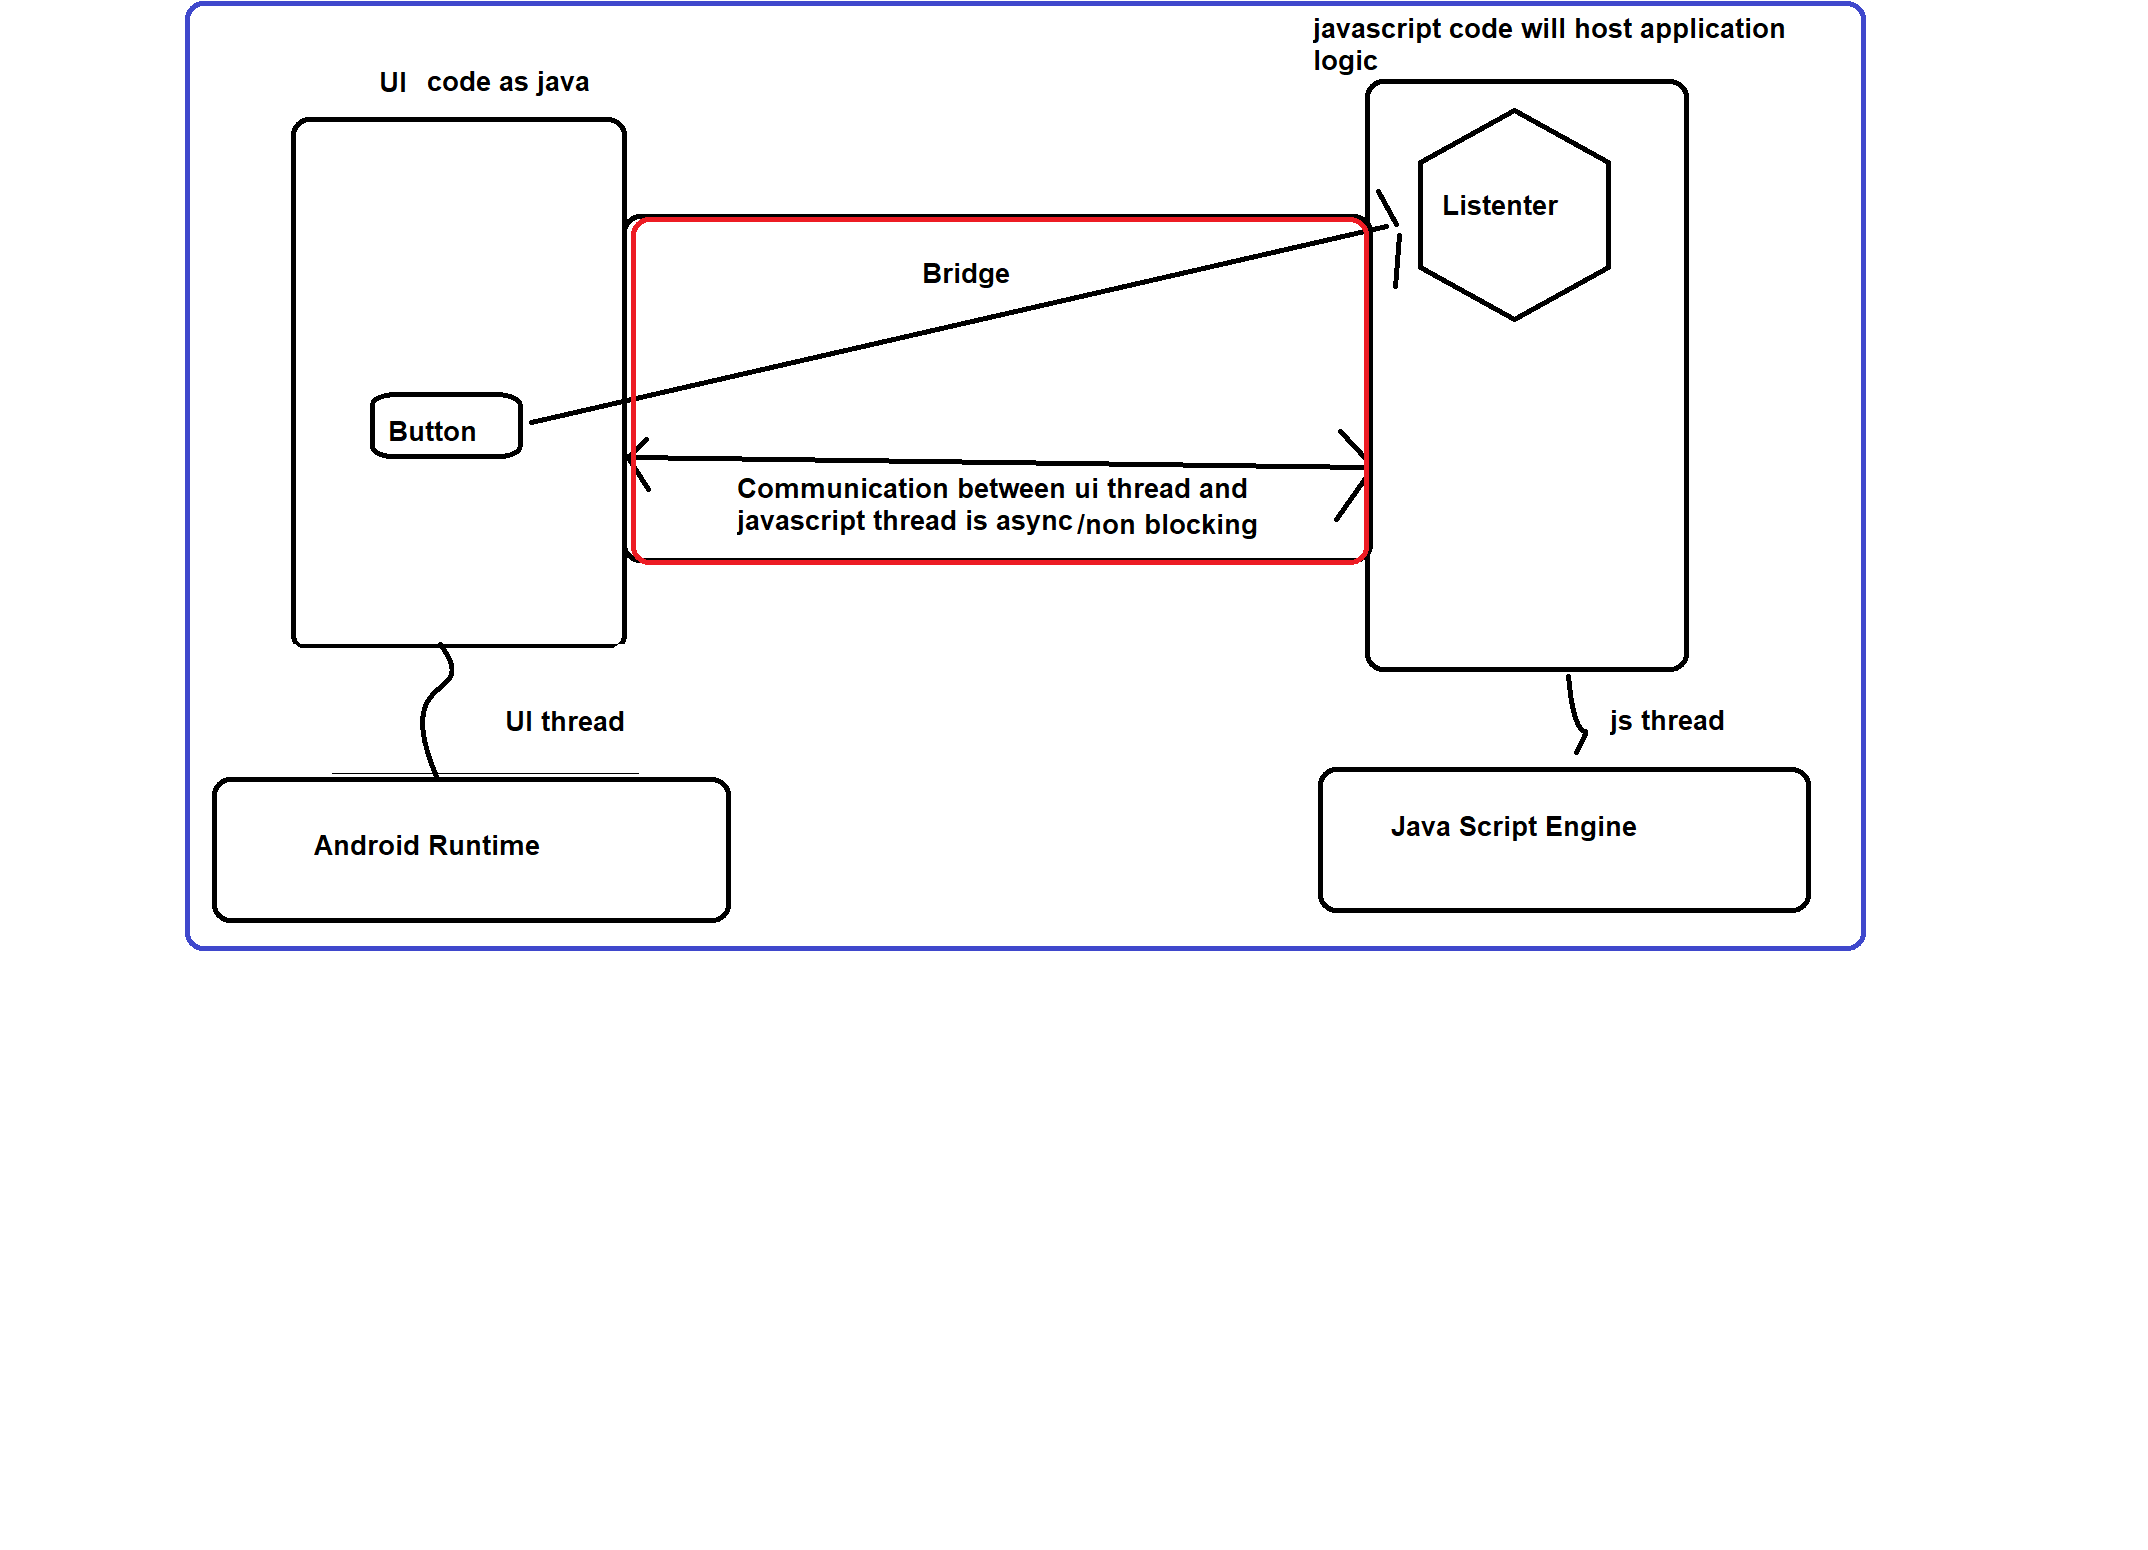 javascript code will host application
logic
UI code as java
Listenter
Bridge
Button
Communication between ui thread and
javascript thread is async/non blocking
UI thread
js thread
Android Runtime
Java Script Engine